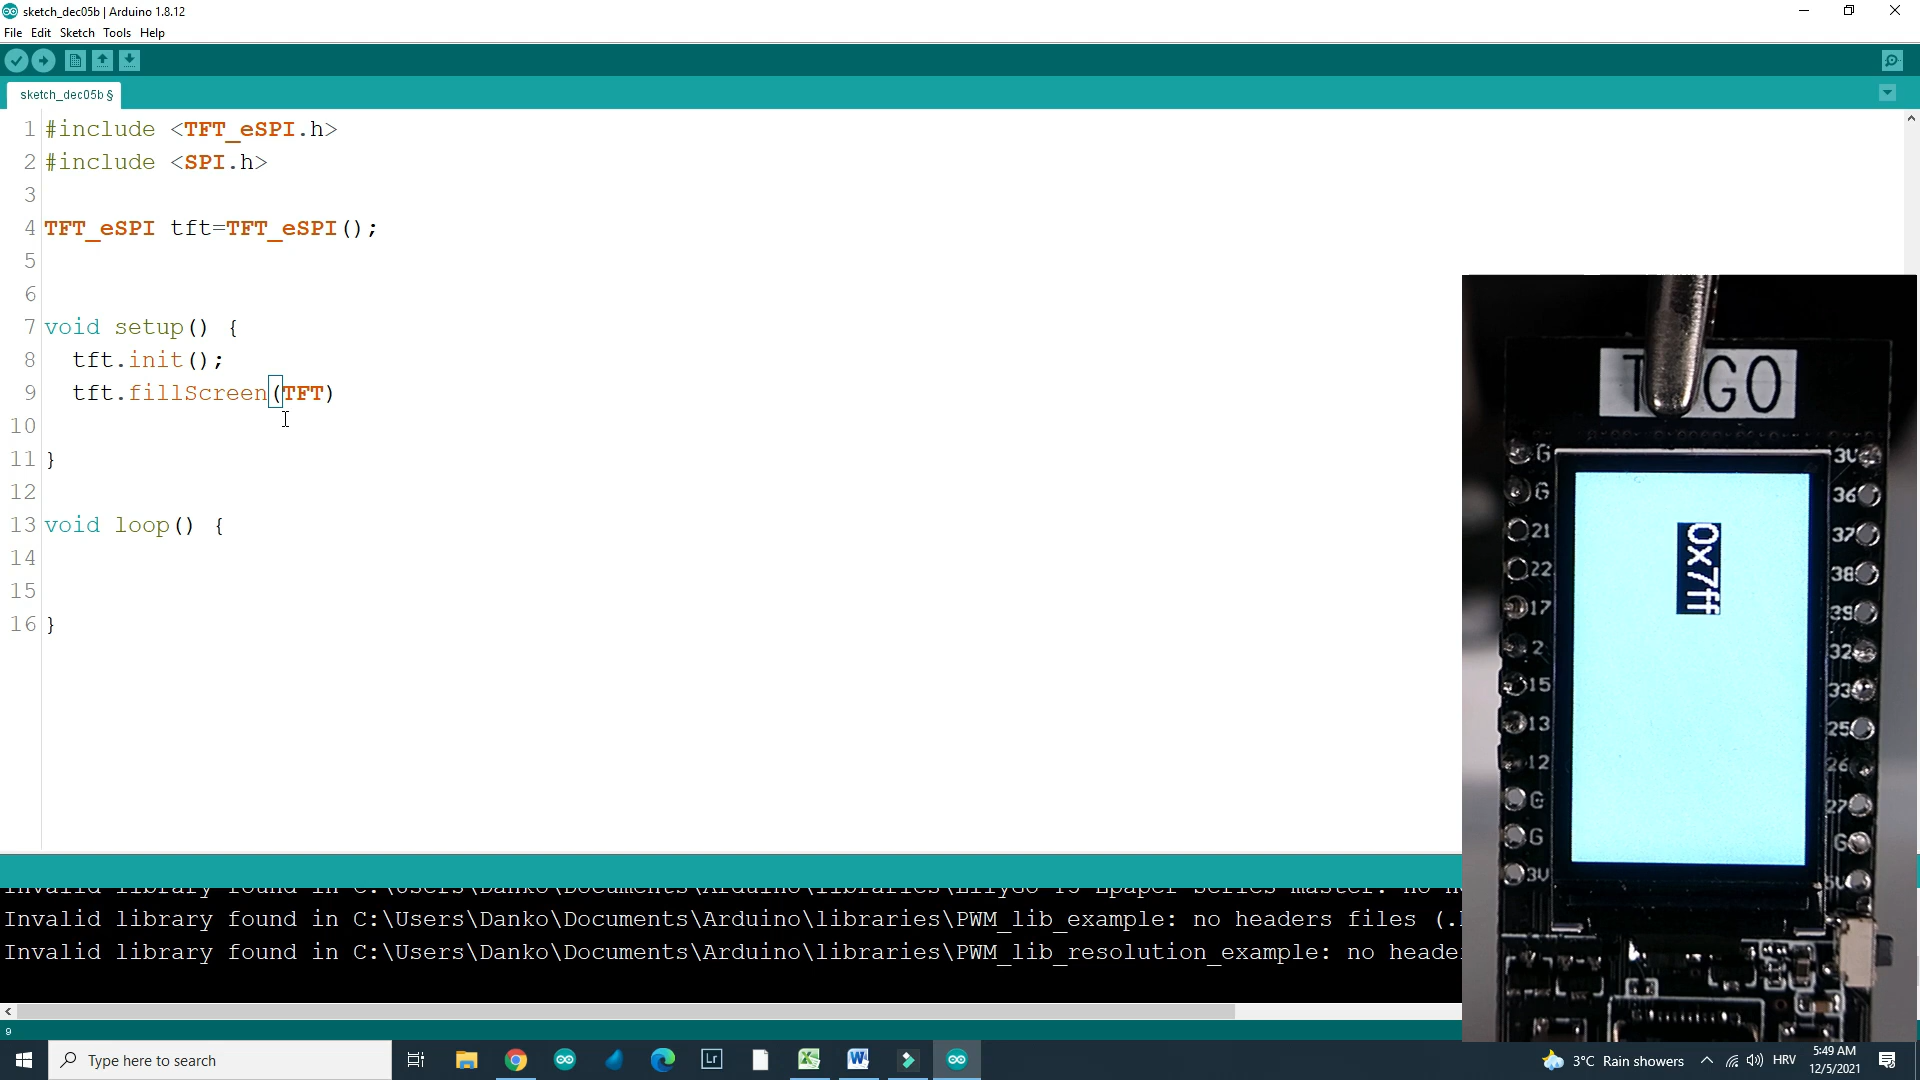 sketch_dec05b | Arduino 1.8.12
File Edit Sketch Tools Help
sketch_dec05b §
1 #include <TFT_eSPI.h>
2 #include <SPI.h>
3
4 TFT_eSPI tft=TFT_eSPI();
5
6
7 void setup() {
8 tft.init();
9 tft.fillScreen(TFT)
10
11 }
12
13 void loop() {
14
15
16 }
G 3V
G 36
21 37
22 38
17 39
2 32
15 33
13 25
12 26
G 27
G G
3V 5V
0x7ff
Invalid library found in C:\Users\Danko\Documents\Arduino\libraries\PWM_lib_example: no headers files (.
Invalid library found in C:\Users\Danko\Documents\Arduino\libraries\PWM_lib_resolution_example: no heade
9
Type here to search
Lr
3°C Rain showers
HRV
5:49 AM
12/5/2021